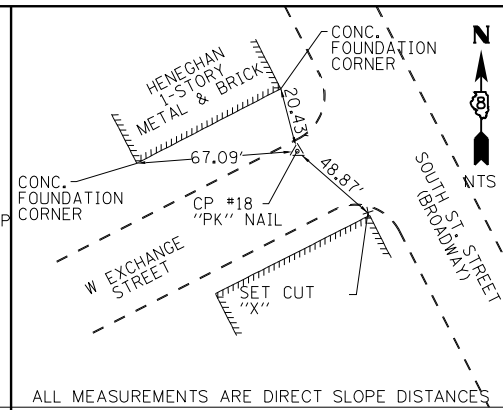 CONC.
FOUNDATION
CORNER
N
8
NTS
HENEGHAN
1-STORY
METAL & BRICK
20.43'
67.09'
48.87'
CONC.
FOUNDATION
CORNER
P
CP #18
"PK" NAIL
SOUTH ST. STREET
(BROADWAY)
W EXCHANGE
STREET
SET CUT
"X"
ALL MEASUREMENTS ARE DIRECT SLOPE DISTANCES